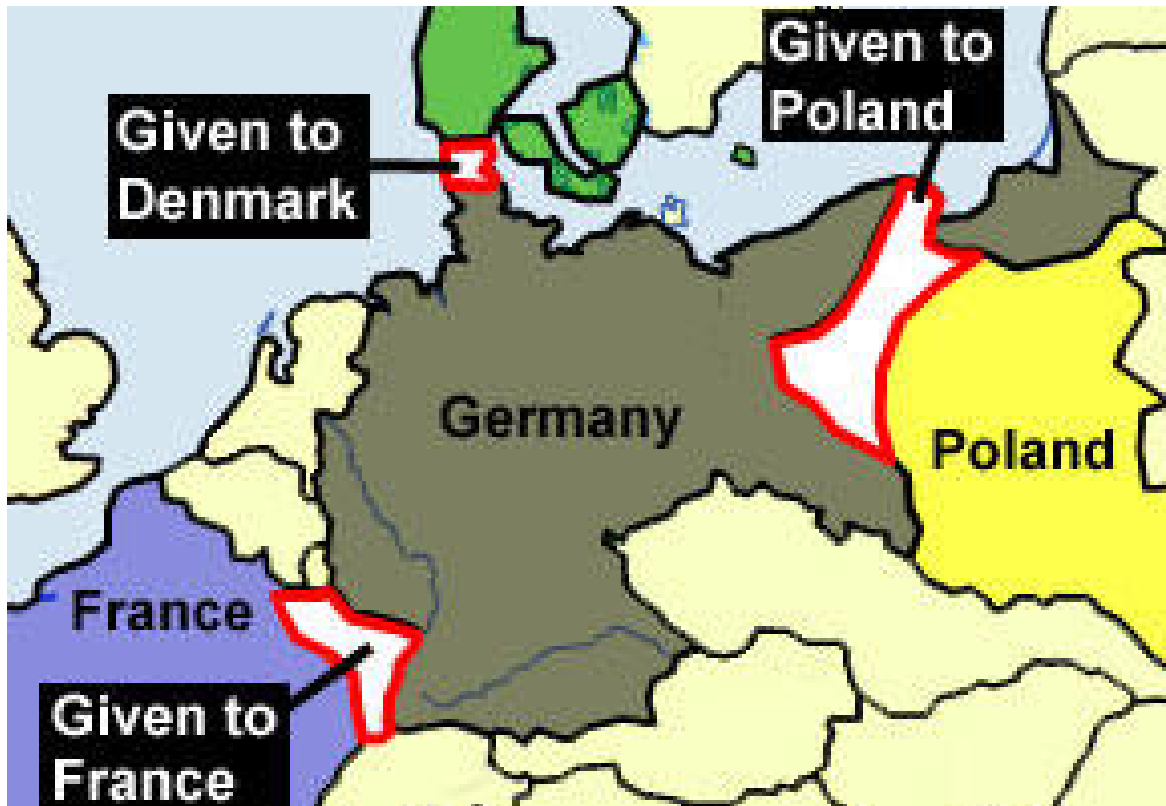 Given to
Poland
Given to
Denmark
Germany
Poland
France
Given to
France